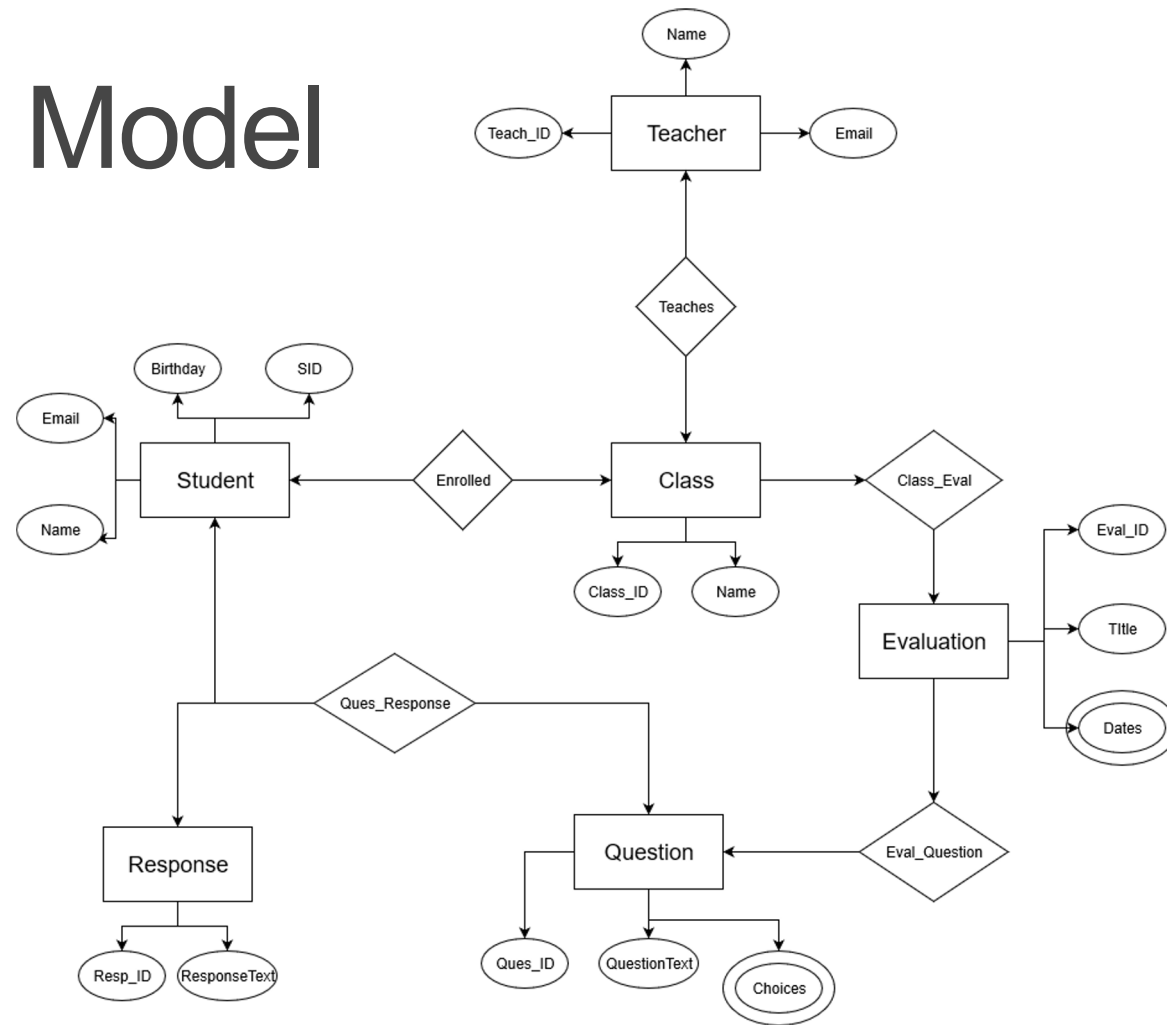 Model
Name
Teach_ID
Teacher
Email
Teaches
Birthday
SID
Email
Student
Enrolled
Class
Class_Eval
Name
Class_ID
Name
Eval_ID
Evaluation
TItle
Ques_Response
Dates
Response
Question
Eval_Question
Resp_ID
ResponseText
Ques_ID
QuestionText
Choices